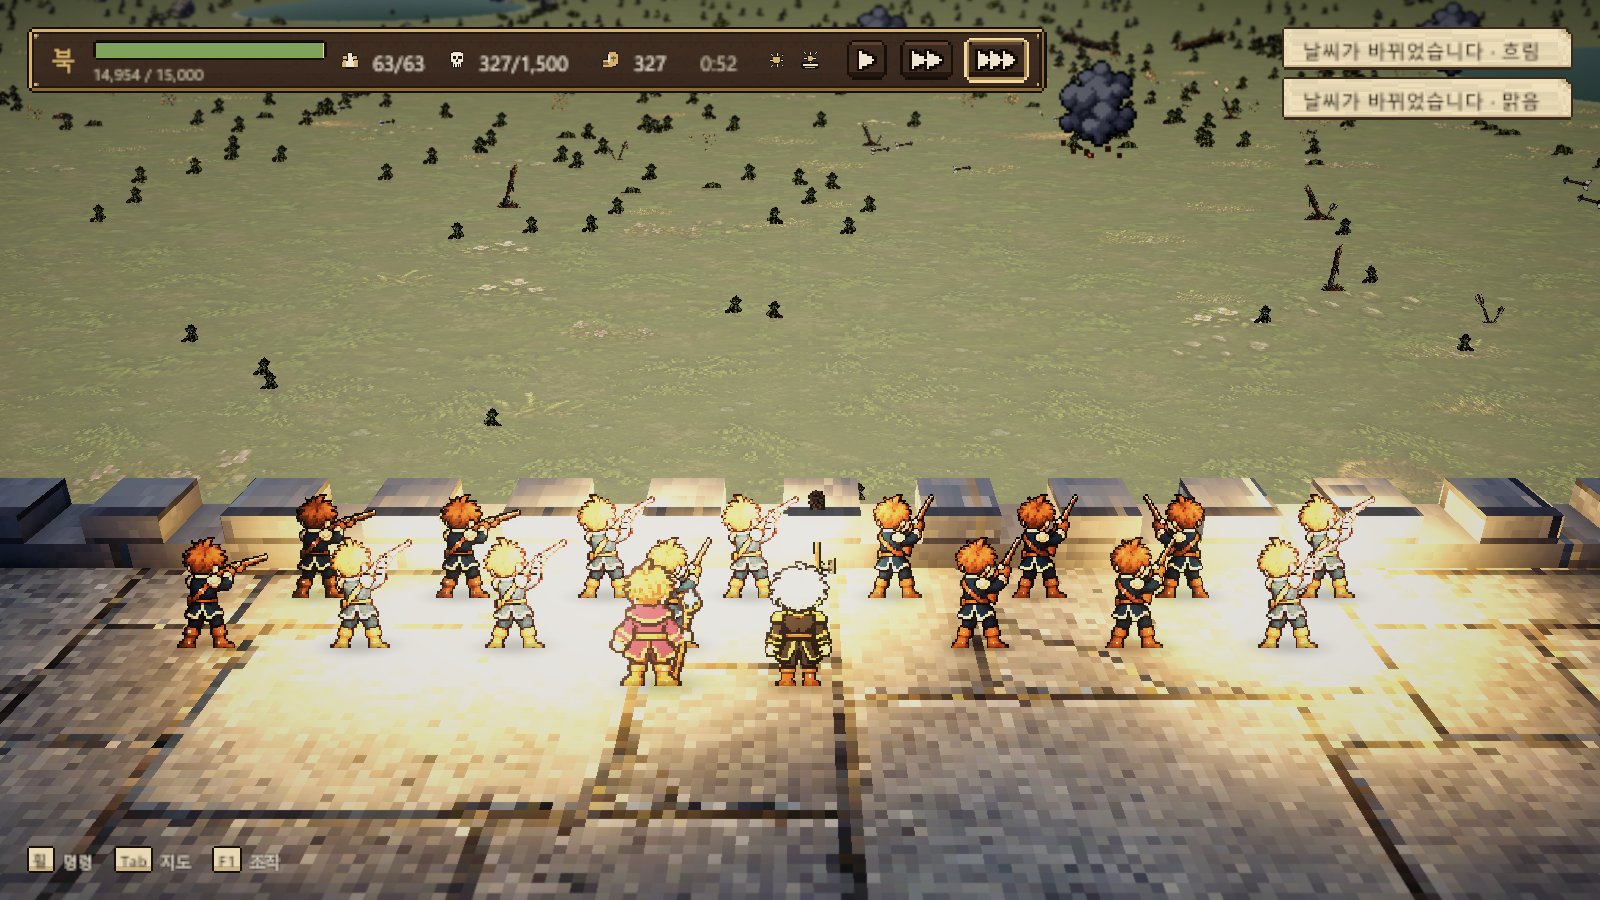 북
14,954 / 15,000
63/63
327/1,500
327
0:52
날씨가 바뀌었습니다 · 흐림
날씨가 바뀌었습니다 · 맑음
휠 명령
Tab 지도
F1 조작